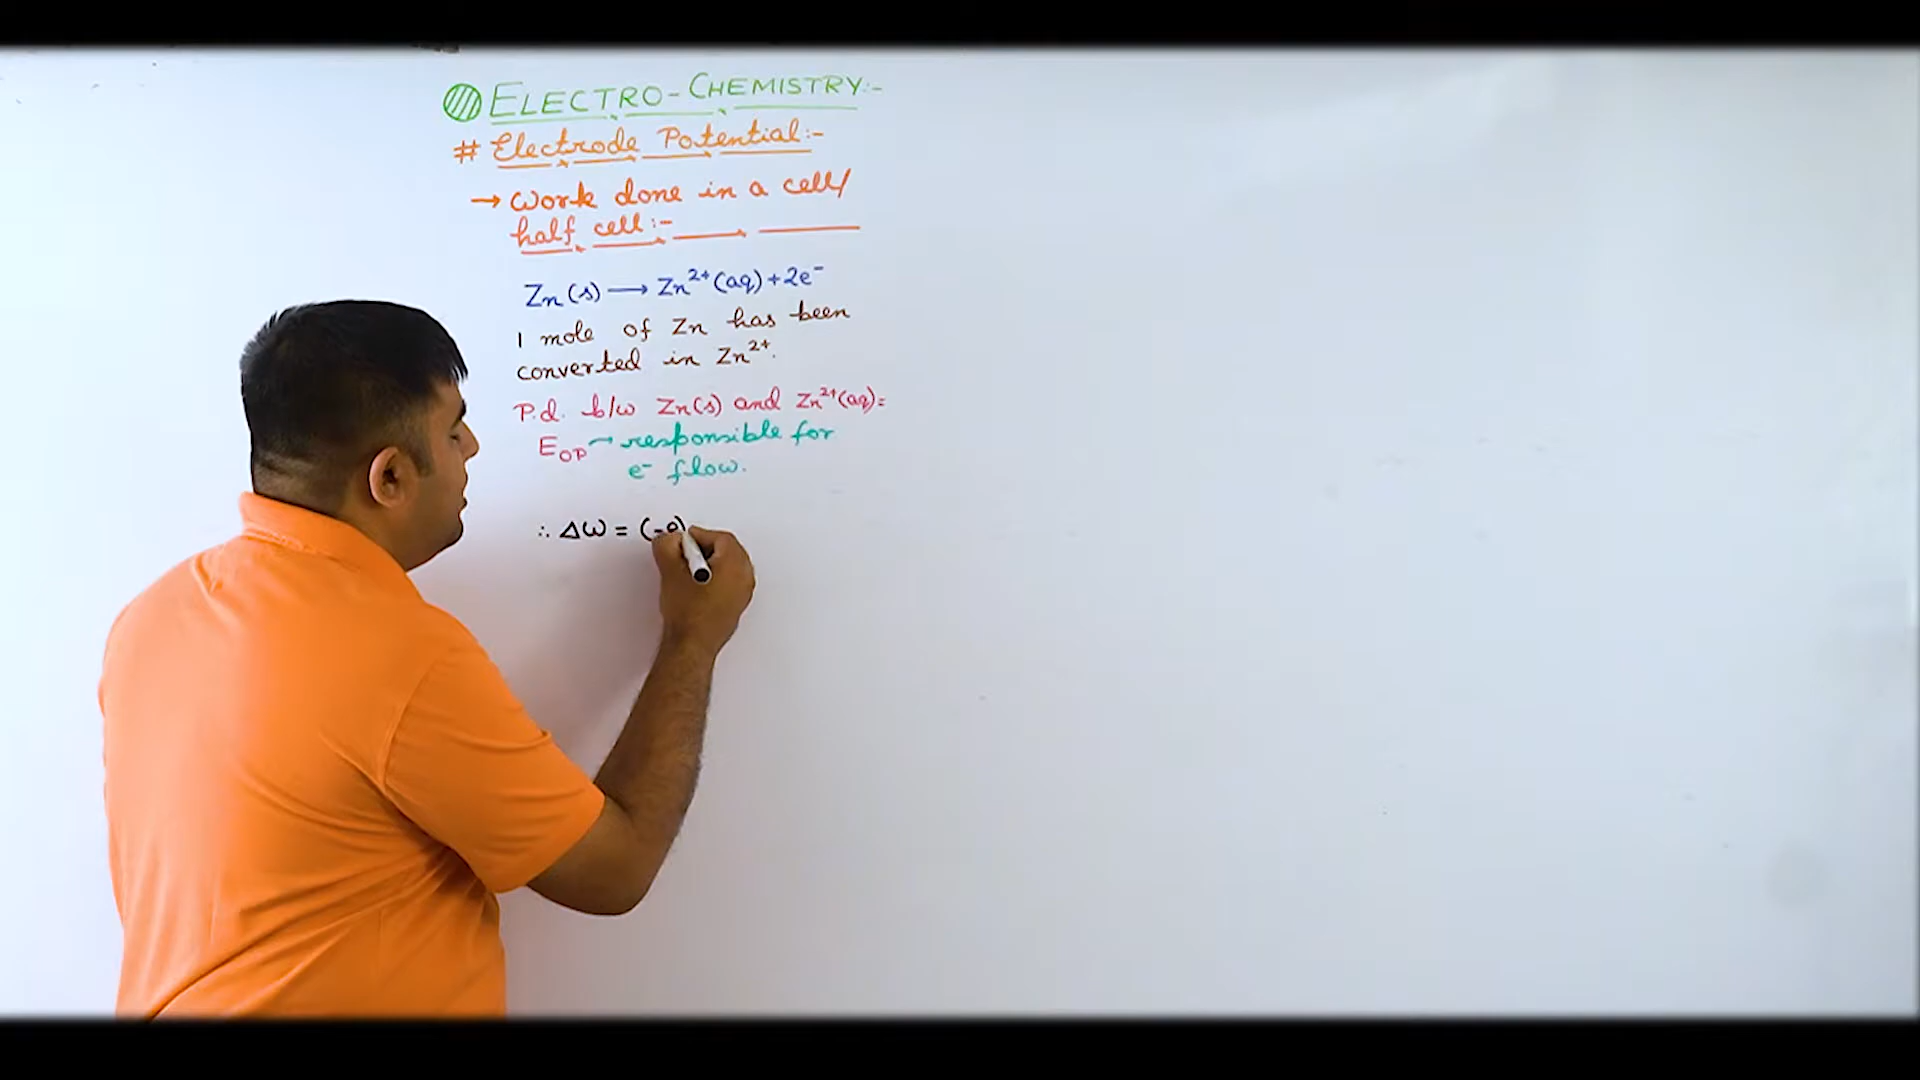 ELECTRO-CHEMISTRY:-
# Electrode Potential:-
→ Work done in a cell/
half cell:-
Zn(s) ⟶ Zn²⁺(aq)+2e⁻
1 mole of Zn has been
converted in Zn²⁺.
P.d. b/w Zn(s) and Zn²⁺(aq)=
E_OP → responsible for
e⁻ flow.
∴ ΔW = (-e)